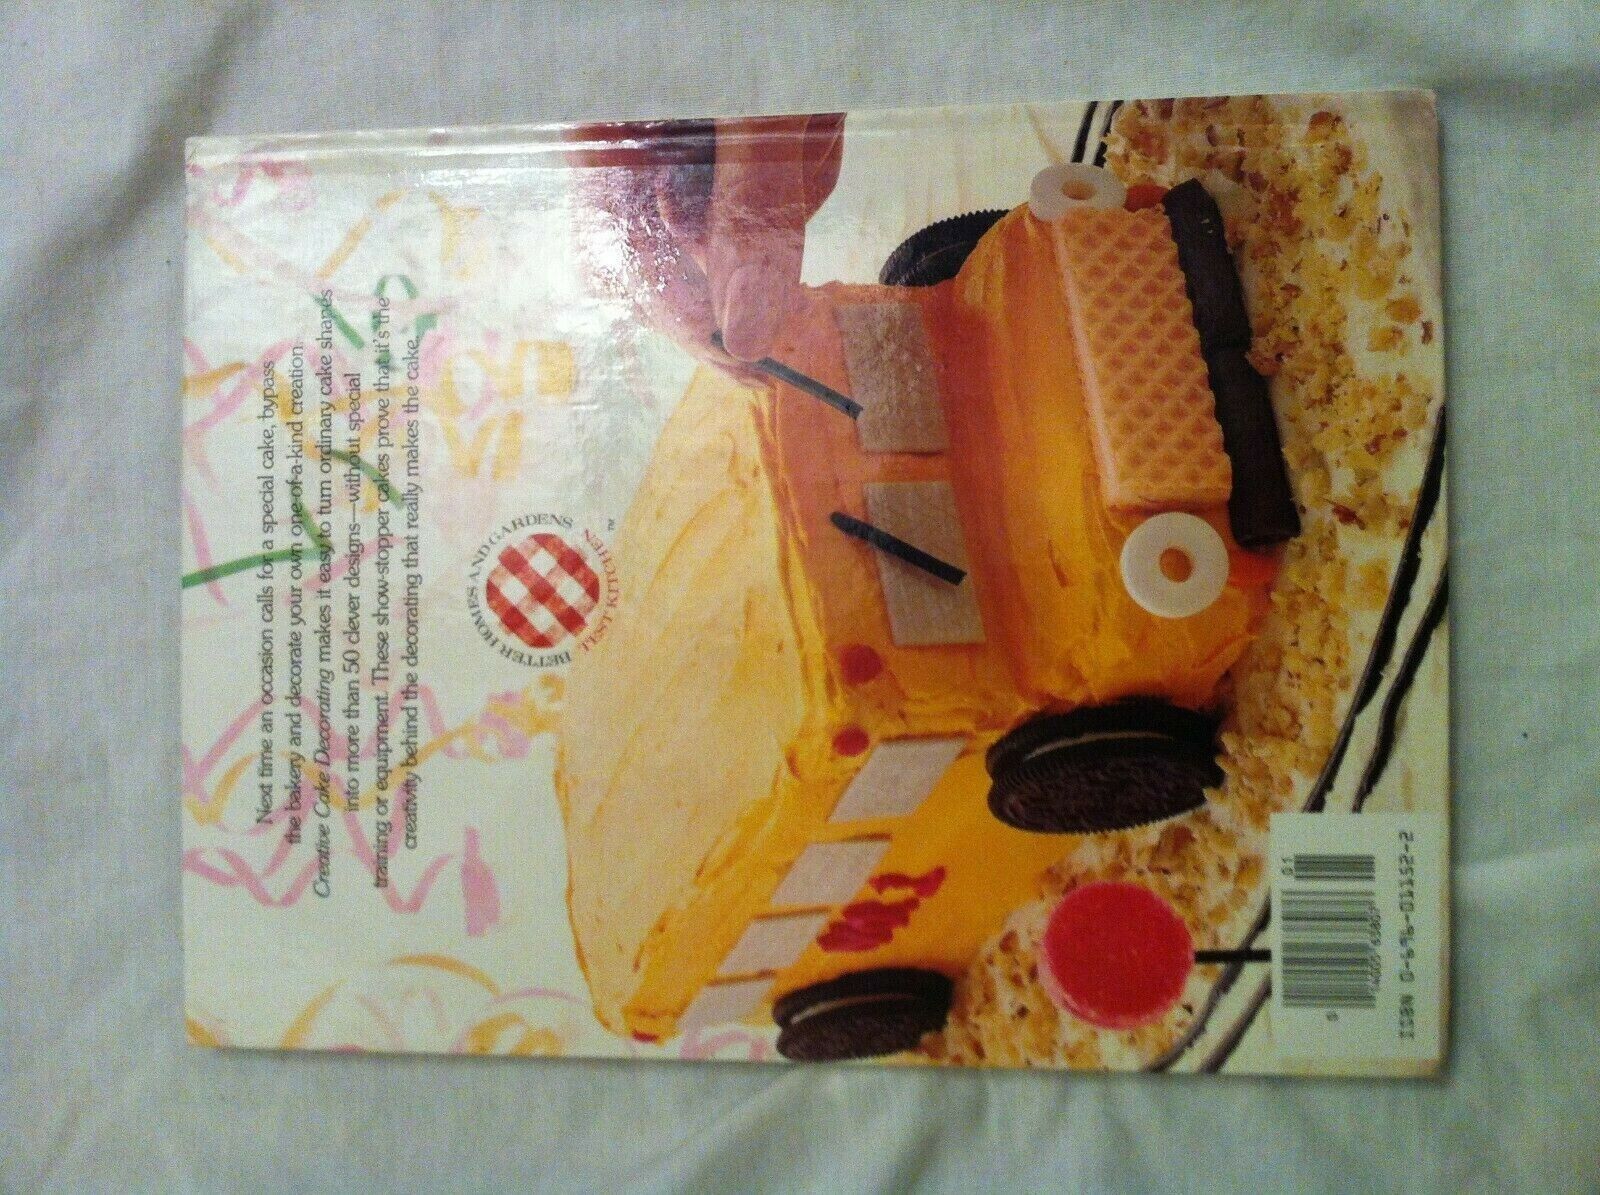 Next time an occasion calls for a special cake, bypass
the bakery and decorate your own one-of-a-kind creation.
Creative Cake Decorating makes it easy to turn ordinary cake shapes
into more than 50 clever designs—without special
training or equipment. These show-stopper cakes prove that it's the
creativity behind the decorating that really makes the cake.
BETTER HOMES AND GARDENS
TEST KITCHEN ™
01
ISBN 0-696-01152-2